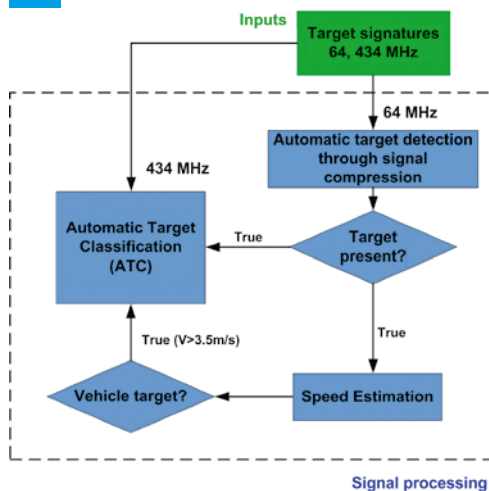 Inputs
Target signatures
64, 434 MHz
64 MHz
Automatic target detection
through signal
compression
434 MHz
Automatic Target
Classification
(ATC)
True
Target
present?
True
True (V>3.5m/s)
Vehicle target?
Speed Estimation
Signal processing